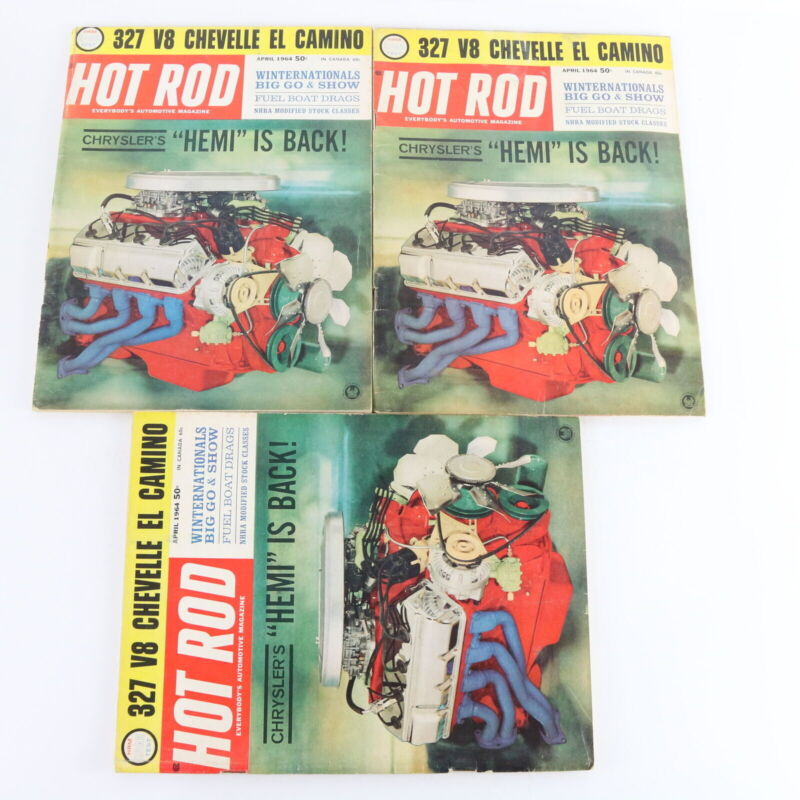 327 V8 CHEVELLE EL CAMINO
APRIL 1964 50¢ IN CANADA 60c
HOT ROD
EVERYBODY'S AUTOMOTIVE MAGAZINE
WINTERNATIONALS
BIG GO & SHOW
FUEL BOAT DRAGS
NHRA MODIFIED STOCK CLASSES
CHRYSLER'S "HEMI" IS BACK!
327 V8 CHEVELLE EL CAMINO
APRIL 1964 50¢ IN CANADA 60c
HOT ROD
EVERYBODY'S AUTOMOTIVE MAGAZINE
WINTERNATIONALS
BIG GO & SHOW
FUEL BOAT DRAGS
NHRA MODIFIED STOCK CLASSES
CHRYSLER'S "HEMI" IS BACK!
327 V8 CHEVELLE EL CAMINO
APRIL 1964 50¢ IN CANADA 60c
HOT ROD
EVERYBODY'S AUTOMOTIVE MAGAZINE
WINTERNATIONALS
BIG GO & SHOW
FUEL BOAT DRAGS
NHRA MODIFIED STOCK CLASSES
CHRYSLER'S "HEMI" IS BACK!